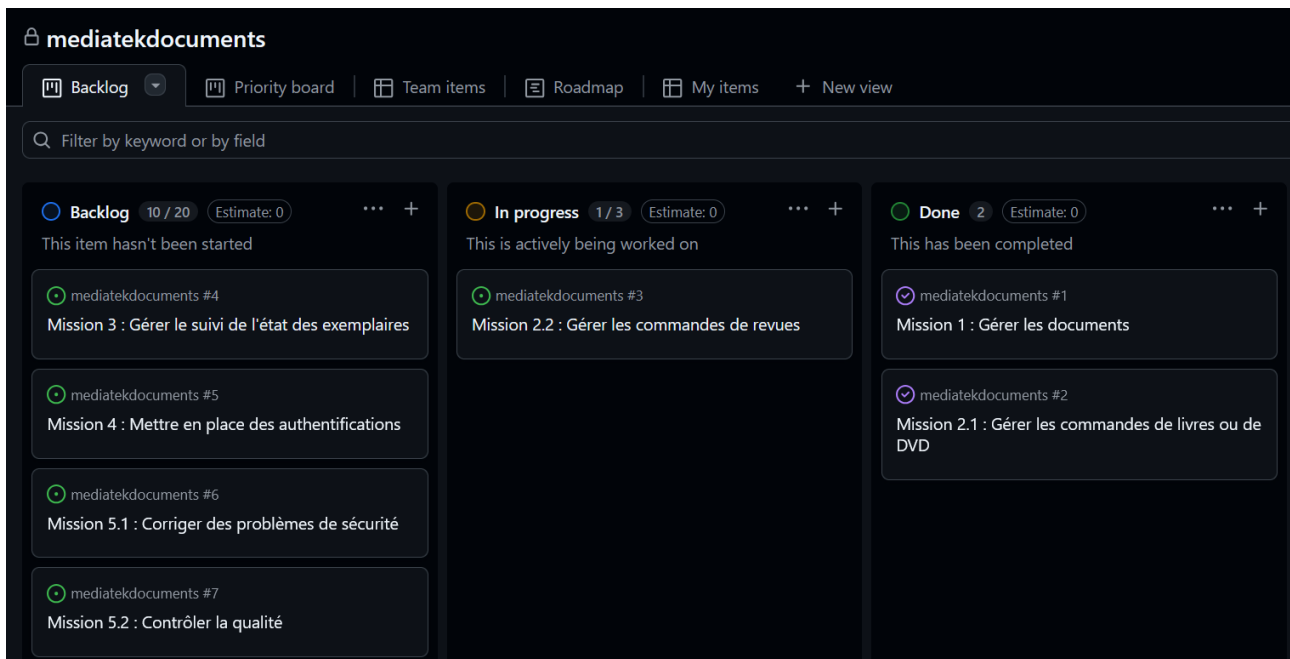 mediatekdocuments
Backlog
Priority board
Team items
Roadmap
My items
New view
Filter by keyword or by field
Backlog 10 / 20 Estimate: 0
This item hasn't been started
mediatekdocuments #4
Mission 3 : Gérer le suivi de l'état des exemplaires
mediatekdocuments #5
Mission 4 : Mettre en place des authentifications
mediatekdocuments #6
Mission 5.1 : Corriger des problèmes de sécurité
mediatekdocuments #7
Mission 5.2 : Contrôler la qualité
In progress 1 / 3 Estimate: 0
This is actively being worked on
mediatekdocuments #3
Mission 2.2 : Gérer les commandes de revues
Done 2 Estimate: 0
This has been completed
mediatekdocuments #1
Mission 1 : Gérer les documents
mediatekdocuments #2
Mission 2.1 : Gérer les commandes de livres ou de
DVD